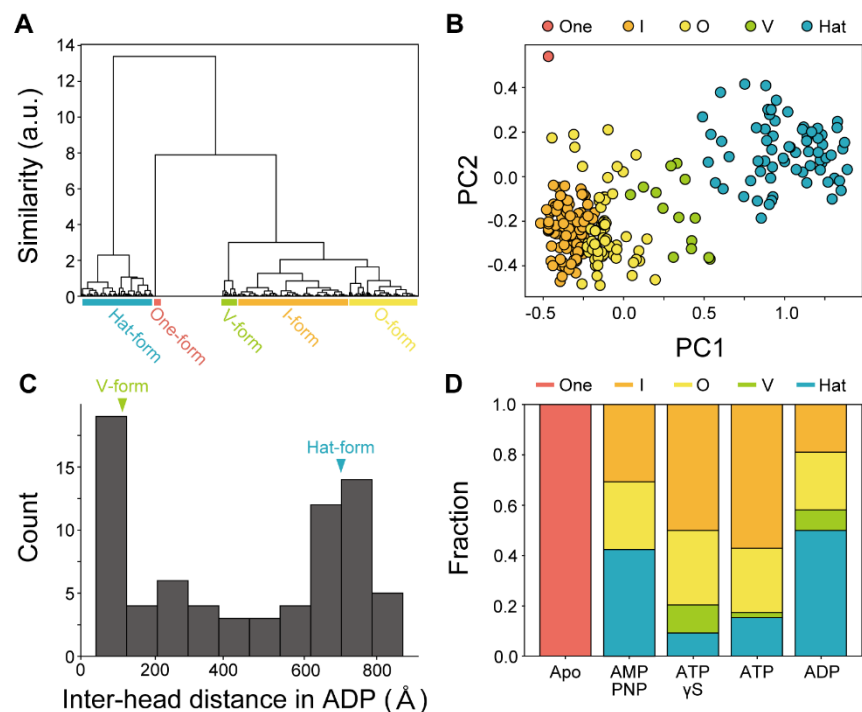 A
Similarity (a.u.)
14
12
10
8
6
4
2
0
Hat-form
One-form
V-form
I-form
O-form
B
One I O V Hat
PC2
0.4
0.2
0.0
-0.2
-0.4
-0.5 0.0 0.5 1.0
PC1
C
V-form
Hat-form
Count
15
10
5
0
0 200 400 600 800
Inter-head distance in ADP (Å)
D
One I O V Hat
Fraction
1.0
0.8
0.6
0.4
0.2
0.0
Apo AMP ATP ATP ADP
PNP γS